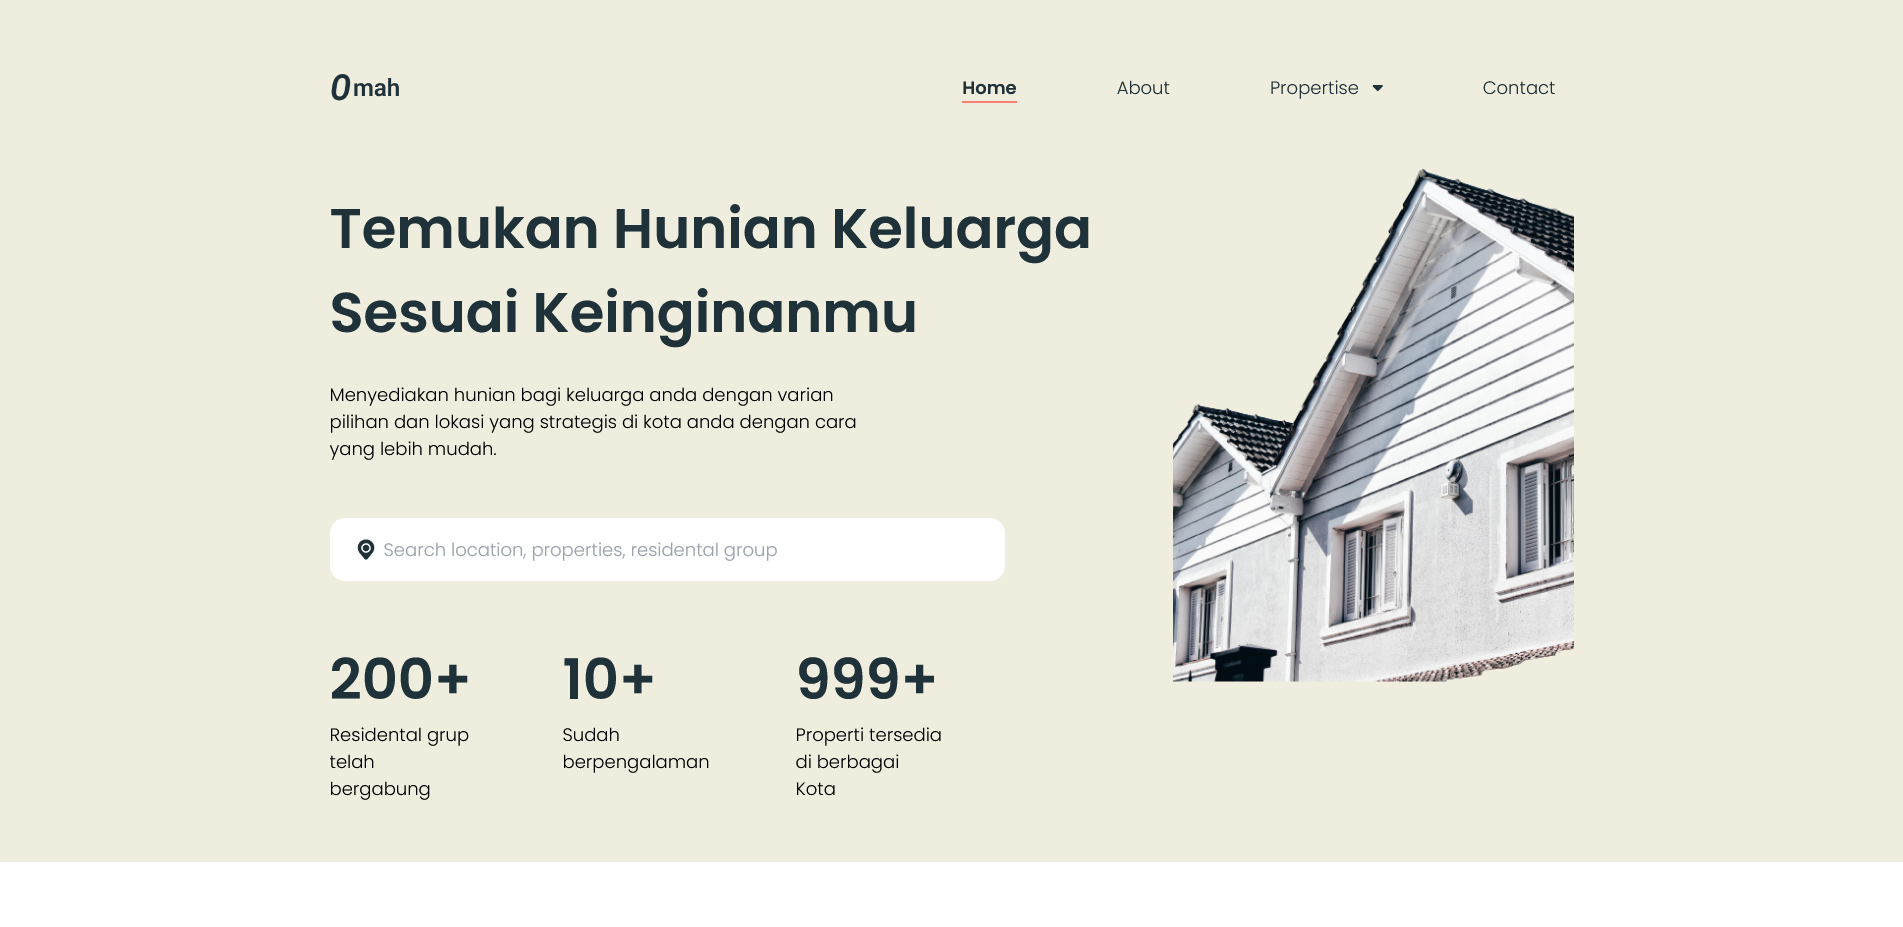 0mah
Home
About
Propertise
Contact
Temukan Hunian Keluarga
Sesuai Keinginanmu
Menyediakan hunian bagi keluarga anda dengan varian
pilihan dan lokasi yang strategis di kota anda dengan cara
yang lebih mudah.
Search location, properties, residental group
200+
Residental grup
telah
bergabung
10+
Sudah
berpengalaman
999+
Properti tersedia
di berbagai
Kota